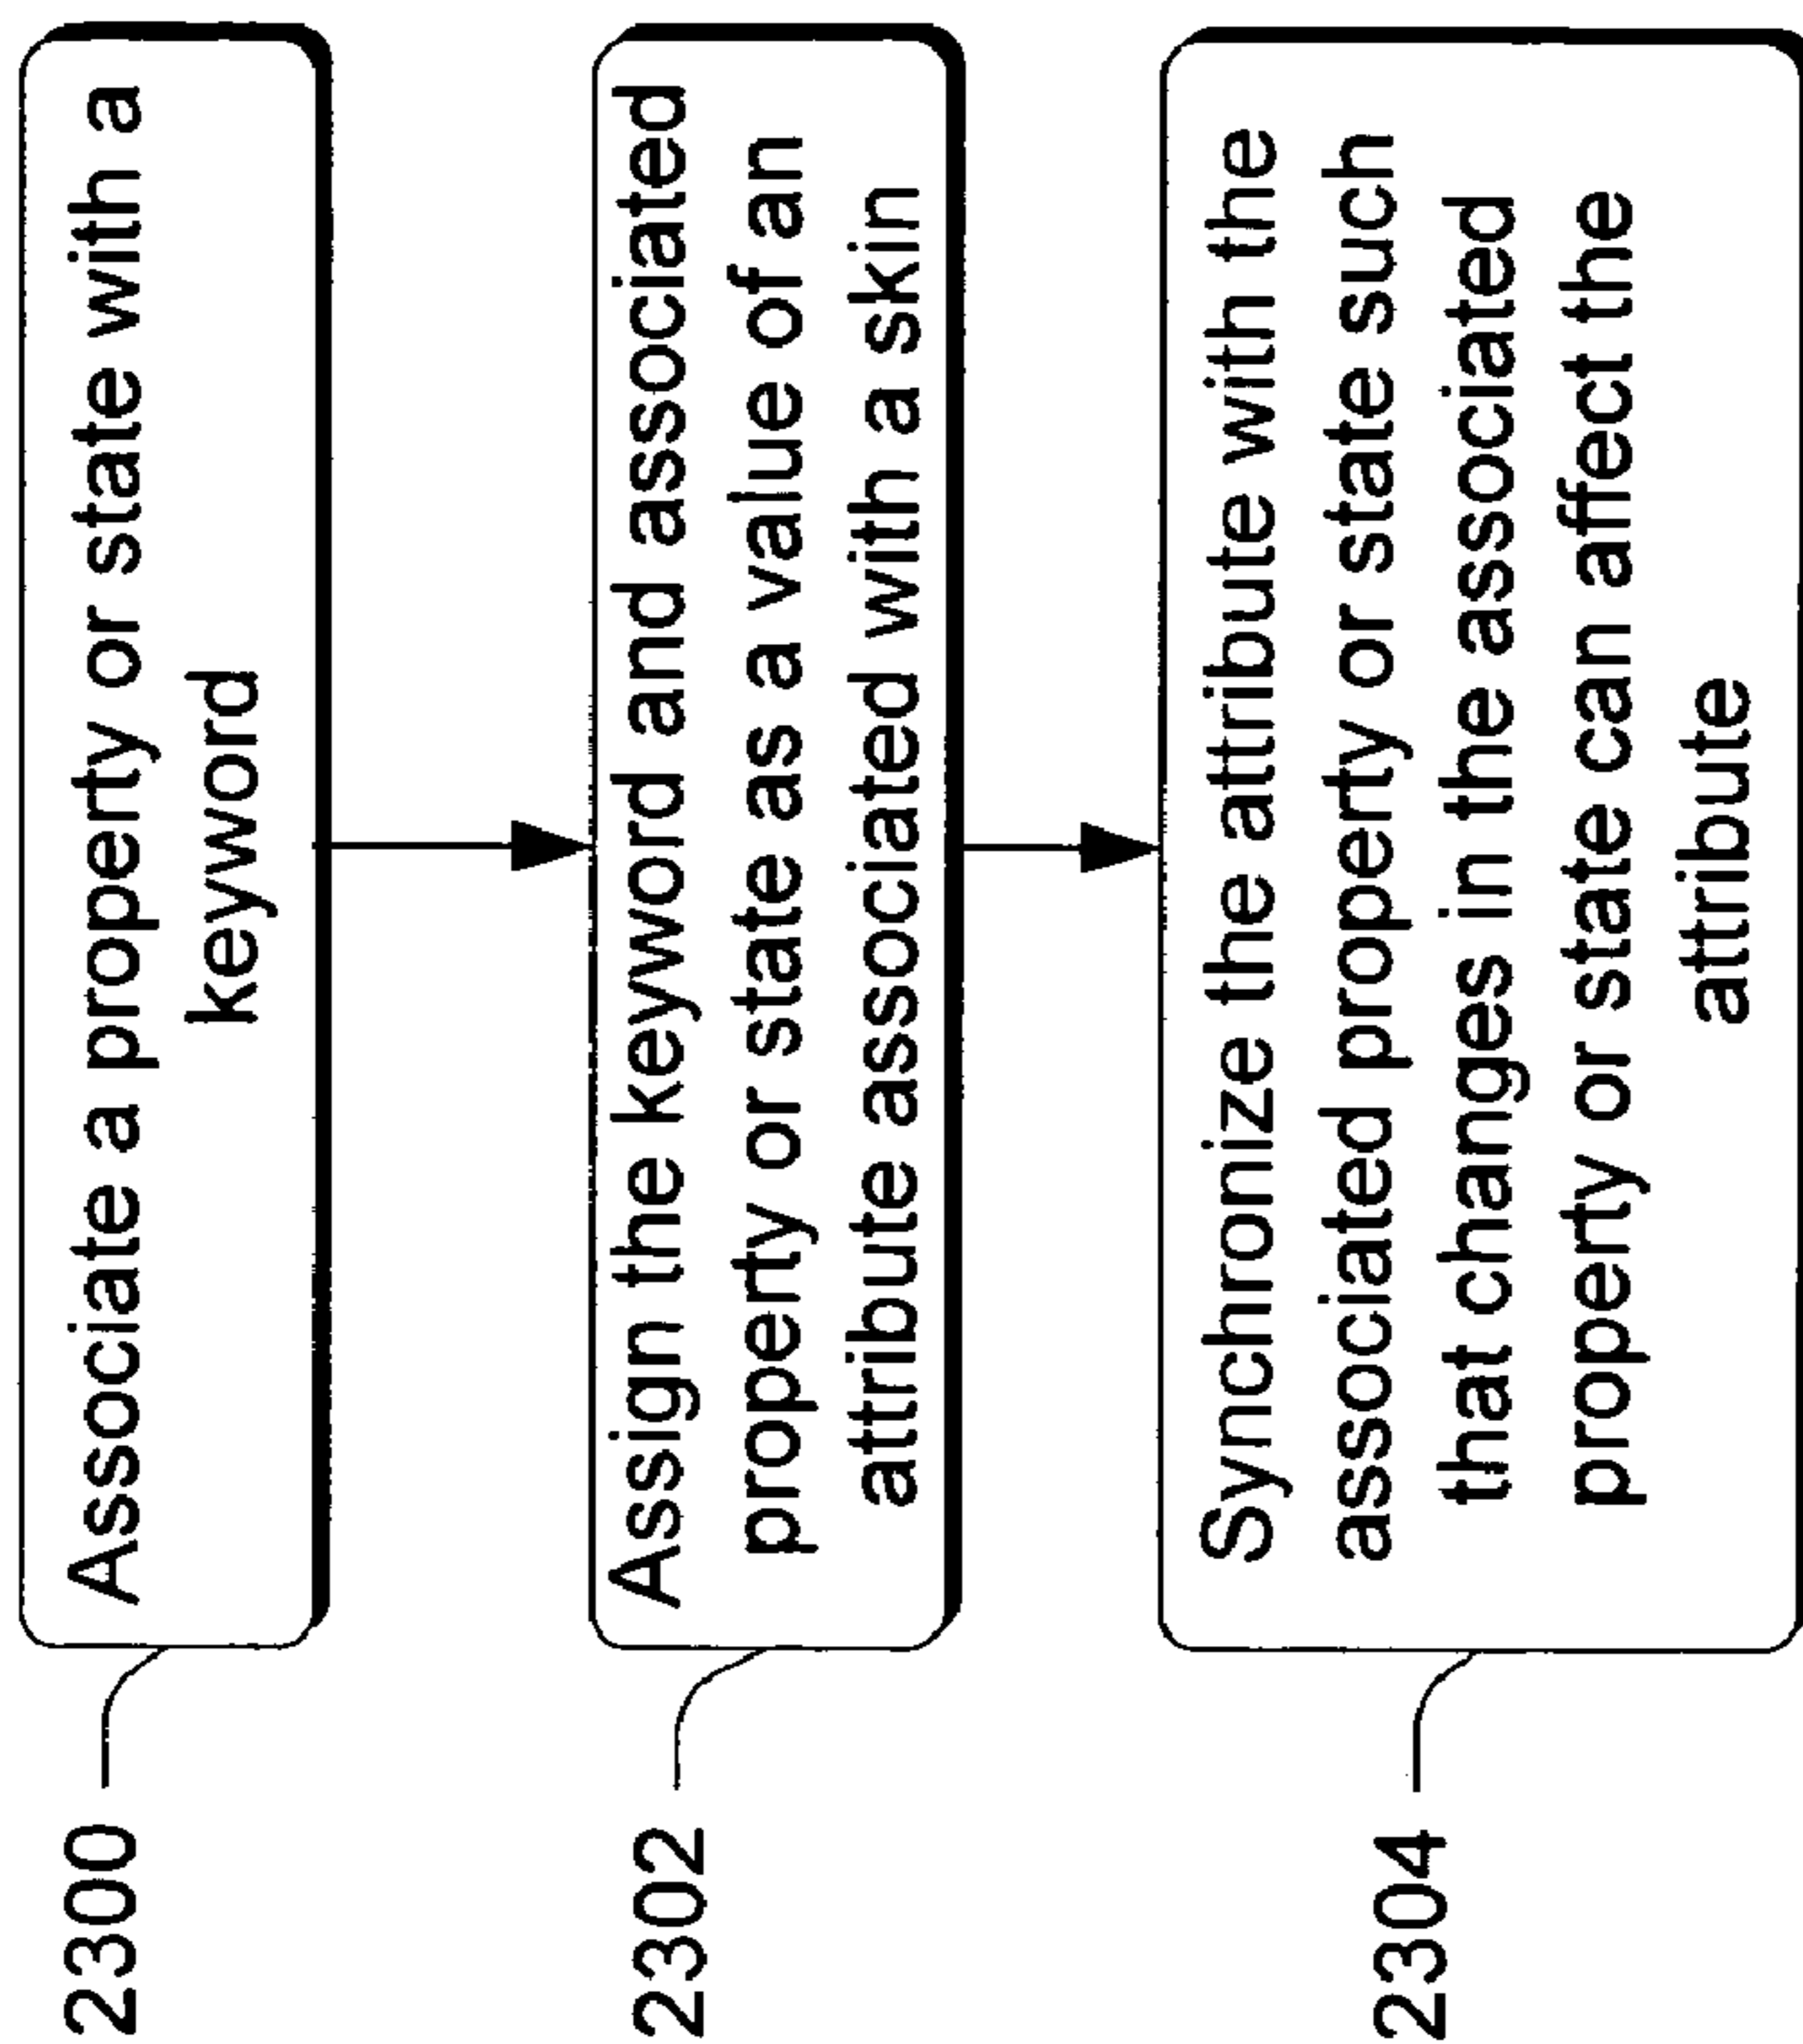 2300
Associate a property or state with a
keyword
2302
Assign the keyword and associated
property or state as a value of an
attribute associated with a skin
2304
Synchronize the attribute with the
associated property or state such
that changes in the associated
property or state can affect the
attribute